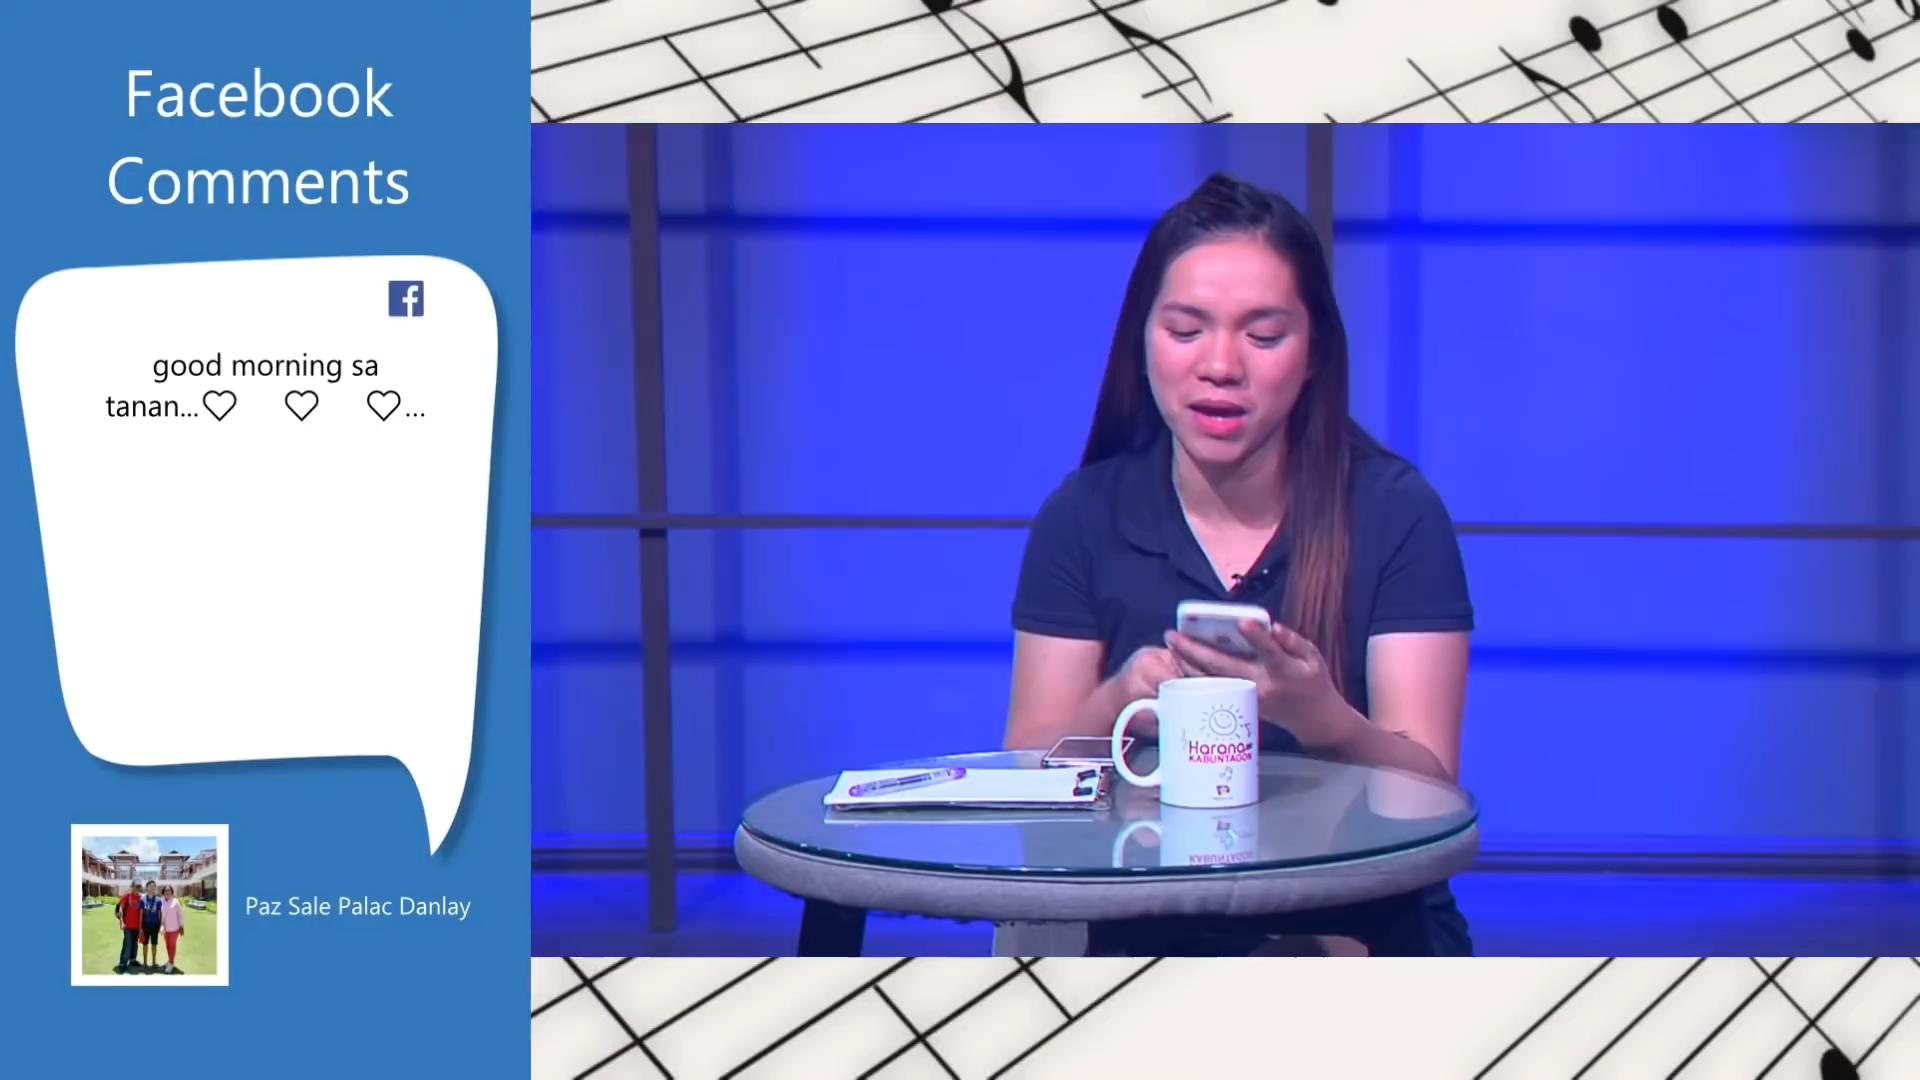 Facebook
Comments
good morning sa
tanan...♡ ♡ ♡...
Paz Sale Palac Danlay
Harana
KABUNTAGON